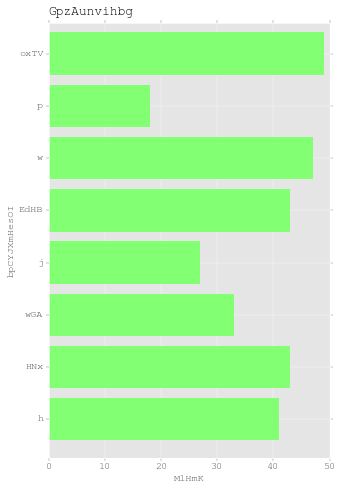 GpzAunvihbg
oxTV
p
w
EdHB
j
wGA
HNx
h
bpCYJXmHesOI
0 10 20 30 40 50
MlHmK